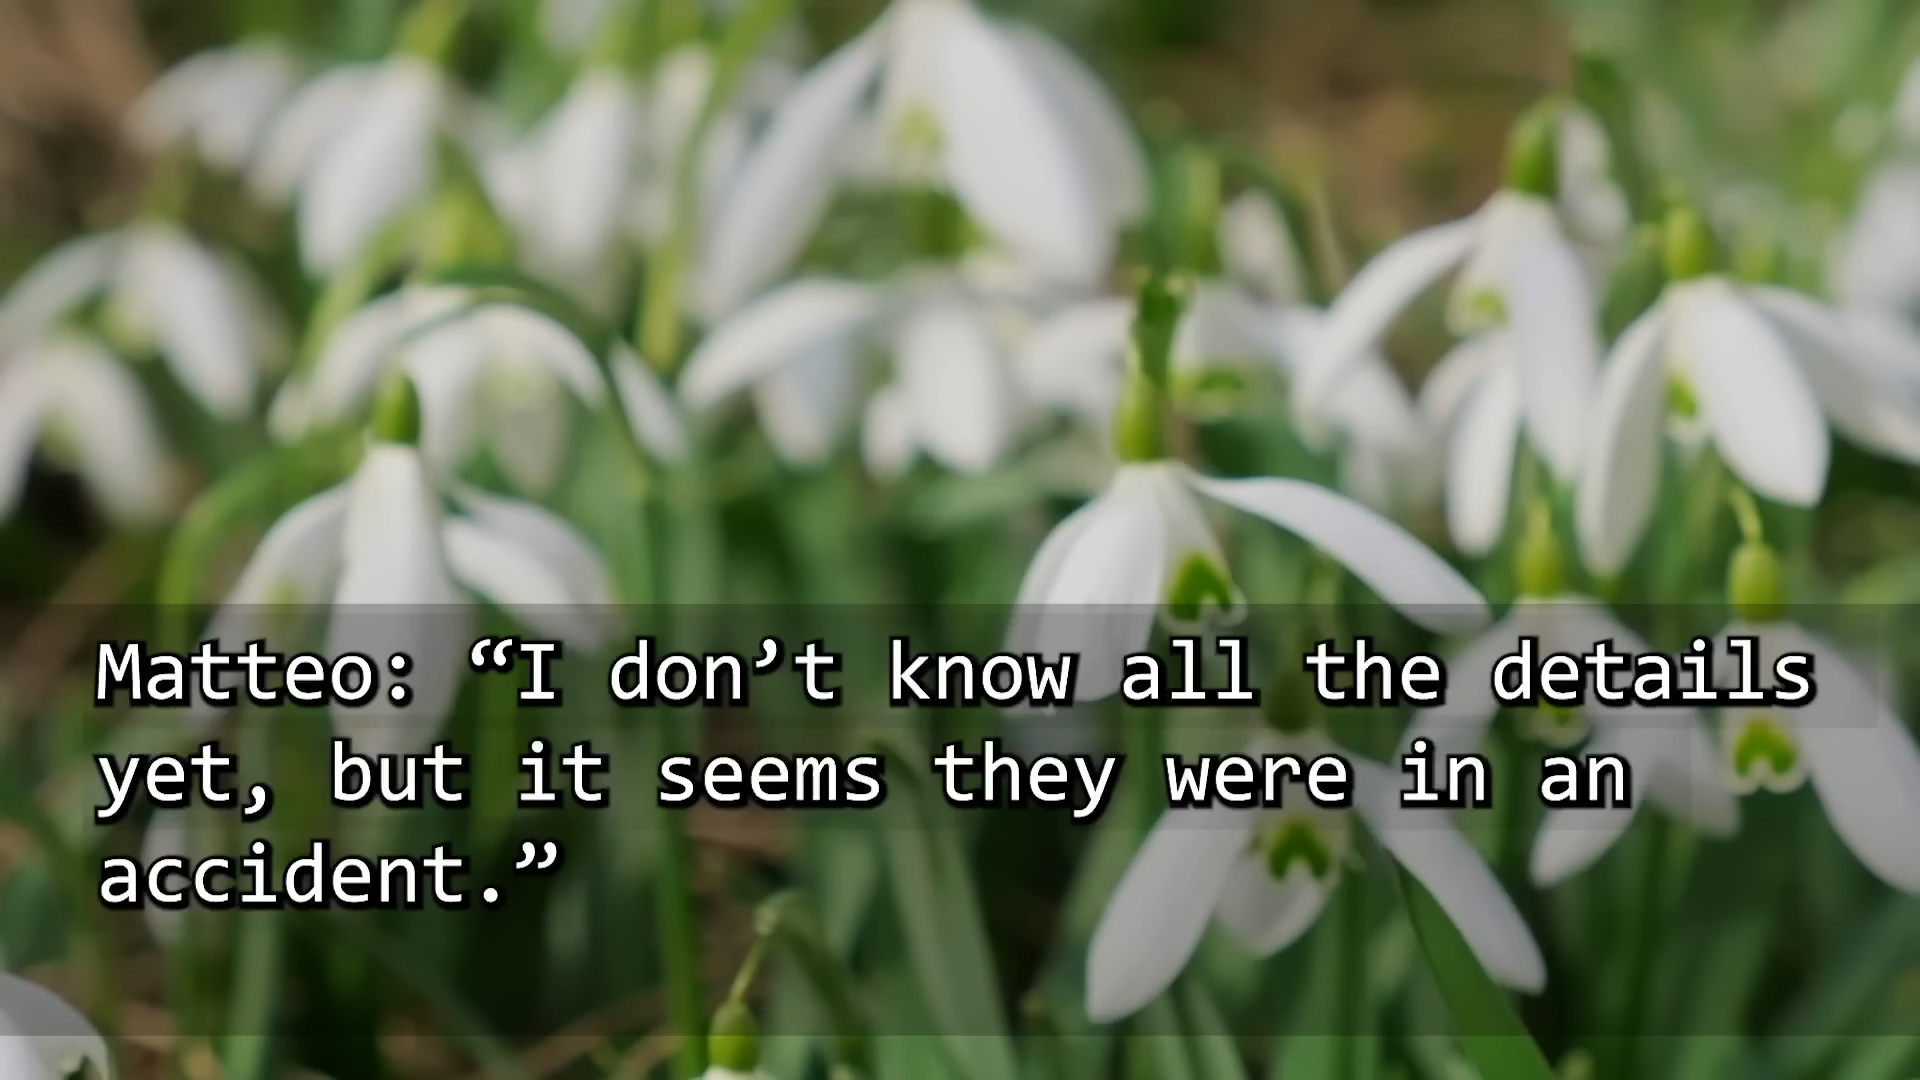 Matteo: “I don’t know all the details
yet, but it seems they were in an
accident.”